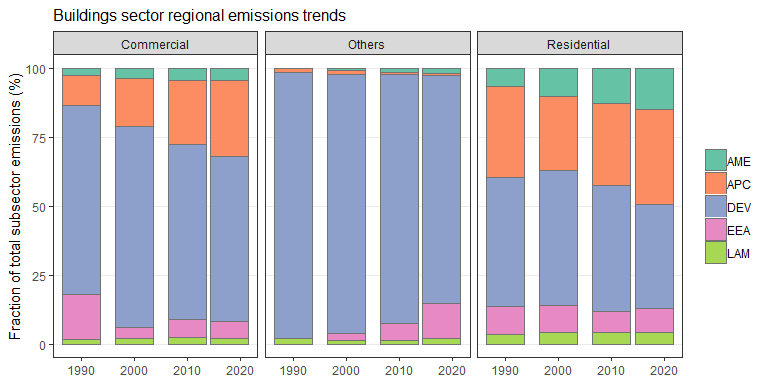 Buildings sector regional emissions trends
Commercial
Others
Residential
Fraction of total subsector emissions (%)
100
75
50
25
0
1990 2000 2010 2020
1990 2000 2010 2020
1990 2000 2010 2020
AME
APC
DEV
EEA
LAM